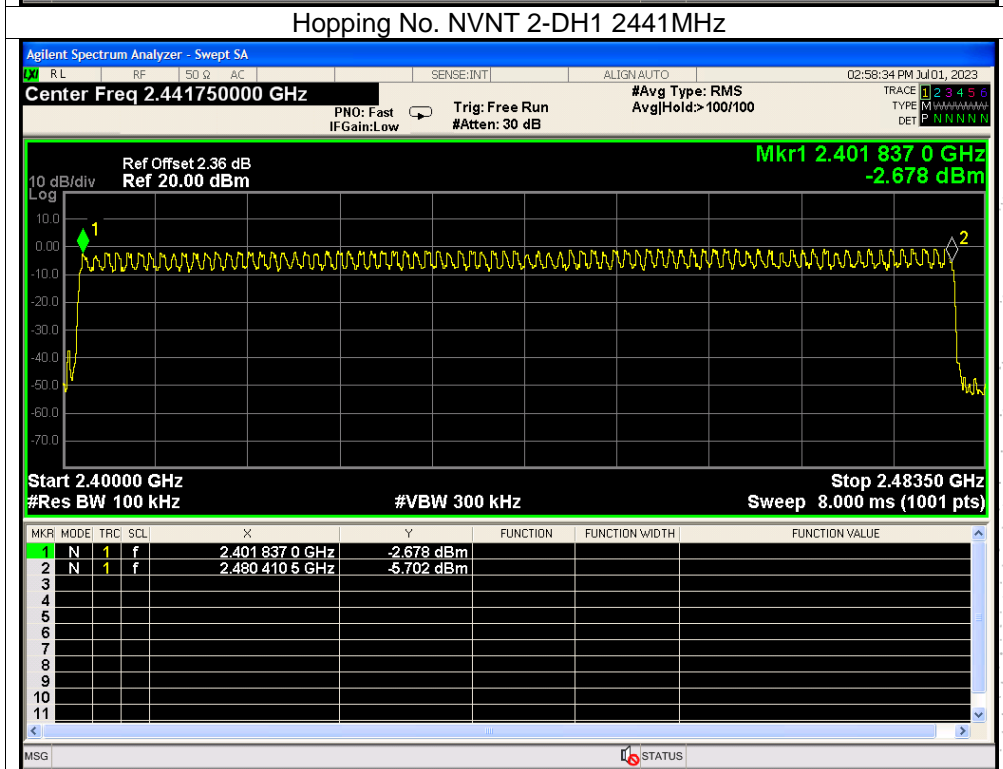 Hopping No. NVNT 2-DH1 2441MHz
Agilent Spectrum Analyzer - Swept SA
LXI RL RF 50 Ω AC SENSE:INT ALIGN AUTO 02:58:34 PM Jul 01, 2023
Center Freq 2.441750000 GHz #Avg Type: RMS TRACE 1 2 3 4 5 6
PNO: Fast Trig: Free Run Avg|Hold:>100/100 TYPE M
IFGain:Low #Atten: 30 dB DET P N N N N N
Mkr1 2.401 837 0 GHz
Ref Offset 2.36 dB
10 dB/div Ref 20.00 dBm -2.678 dBm
Log
10.0
1
2
0.00
-10.0
-20.0
-30.0
-40.0
-50.0
-60.0
-70.0
Start 2.40000 GHz Stop 2.48350 GHz
#Res BW 100 kHz #VBW 300 kHz Sweep 8.000 ms (1001 pts)
MKR MODE TRC SCL X Y FUNCTION FUNCTION WIDTH FUNCTION VALUE
1 N 1 f 2.401 837 0 GHz -2.678 dBm
2 N 1 f 2.480 410 5 GHz -5.702 dBm
3
4
5
6
7
8
9
10
11
MSG STATUS